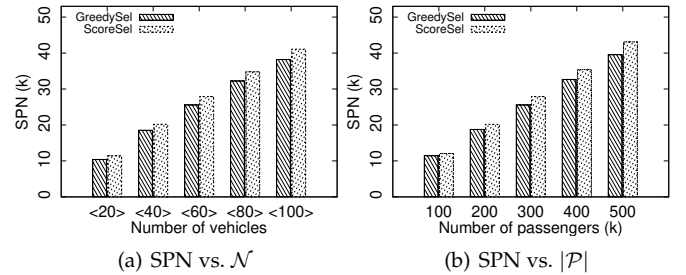 GreedySel
ScoreSel
50
40
30
20
10
0
SPN (k)
<20> <40> <60> <80> <100>
Number of vehicles
(a) SPN vs. 𝒩
GreedySel
ScoreSel
50
40
30
20
10
0
SPN (k)
100 200 300 400 500
Number of passengers (k)
(b) SPN vs. |𝒫|